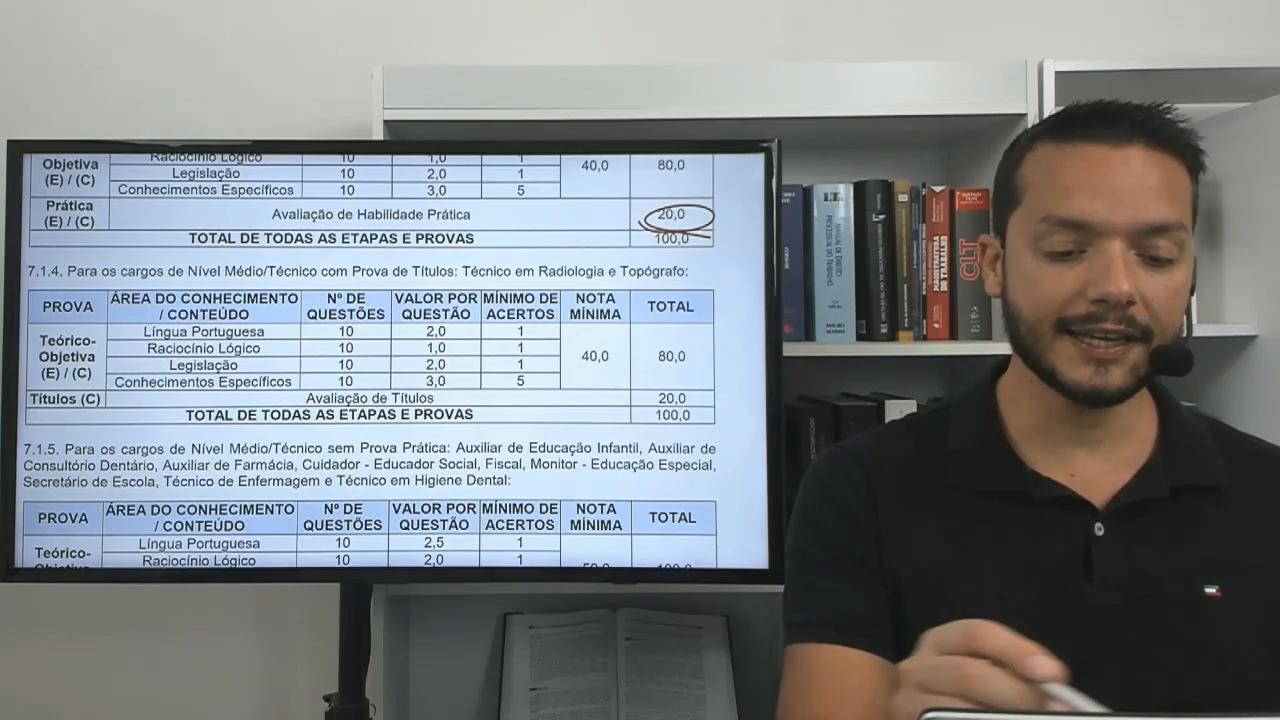 Objetiva (E) / (C) Raciocínio Lógico 10 1,0 1 40,0 80,0
Legislação 10 2,0 1
Conhecimentos Específicos 10 3,0 5
Prática (E) / (C) Avaliação de Habilidade Prática 20,0
TOTAL DE TODAS AS ETAPAS E PROVAS 100,0
7.1.4. Para os cargos de Nível Médio/Técnico com Prova de Títulos: Técnico em Radiologia e Topógrafo:
PROVA ÁREA DO CONHECIMENTO / CONTEÚDO Nº DE QUESTÕES VALOR POR QUESTÃO MÍNIMO DE ACERTOS NOTA MÍNIMA TOTAL
Teórico-Objetiva (E) / (C) Língua Portuguesa 10 2,0 1 40,0 80,0
Raciocínio Lógico 10 1,0 1
Legislação 10 2,0 1
Conhecimentos Específicos 10 3,0 5
Títulos (C) Avaliação de Títulos 20,0
TOTAL DE TODAS AS ETAPAS E PROVAS 100,0
7.1.5. Para os cargos de Nível Médio/Técnico sem Prova Prática: Auxiliar de Educação Infantil, Auxiliar de
Consultório Dentário, Auxiliar de Farmácia, Cuidador - Educador Social, Fiscal, Monitor - Educação Especial,
Secretário de Escola, Técnico de Enfermagem e Técnico em Higiene Dental:
PROVA ÁREA DO CONHECIMENTO / CONTEÚDO Nº DE QUESTÕES VALOR POR QUESTÃO MÍNIMO DE ACERTOS NOTA MÍNIMA TOTAL
Teórico- Língua Portuguesa 10 2,5 1
Raciocínio Lógico 10 2,0 1
MANUAL DE DIREITO PROCESSUAL DO TRABALHO
MAGISTRATURA DO TRABALHO
CLT